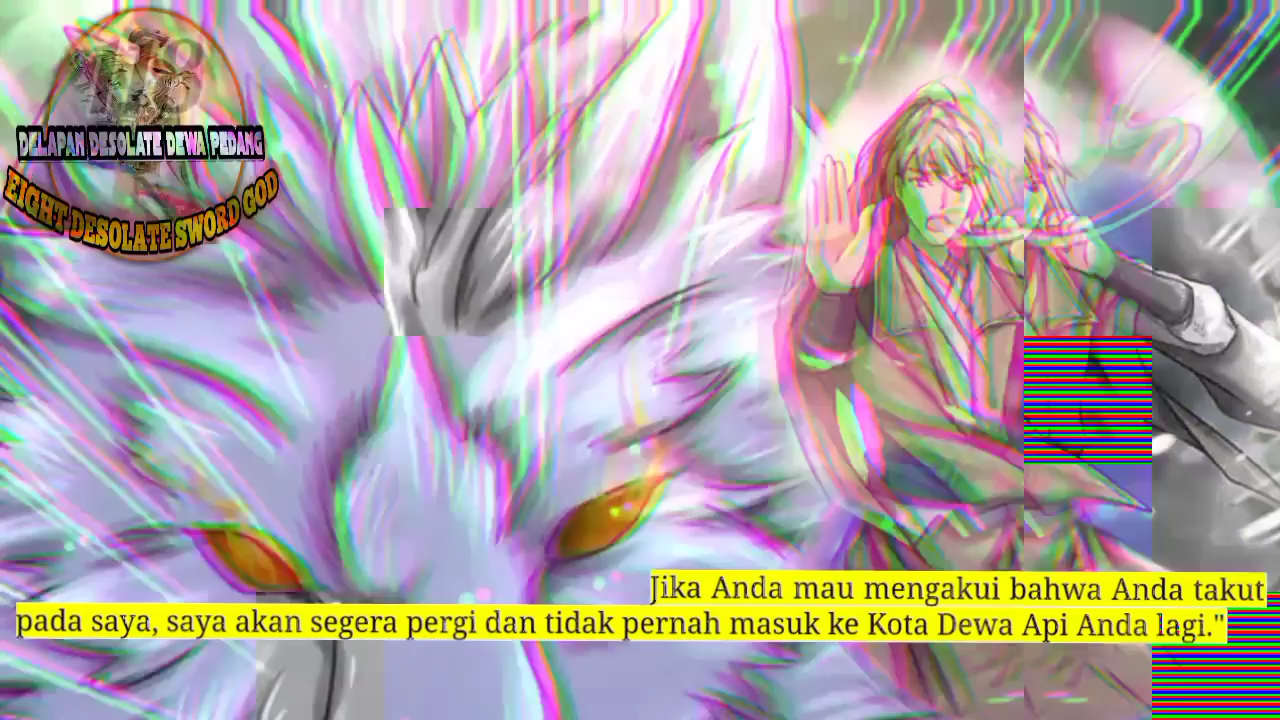 DELAPAN DESOLATE DEWA PEDANG
EIGHT DESOLATE SWORD GOD
Jika Anda mau mengakui bahwa Anda takut
pada saya, saya akan segera pergi dan tidak pernah masuk ke Kota Dewa Api Anda lagi."